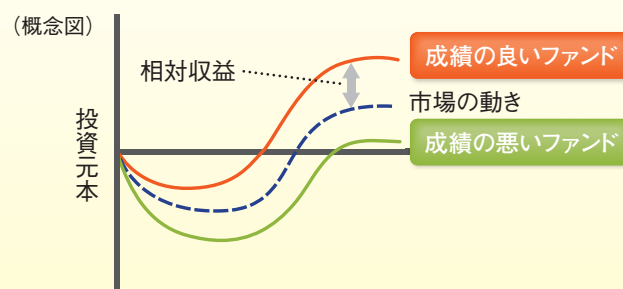 （概念図）
相対収益
成績の良いファンド
市場の動き
成績の悪いファンド
投資元本